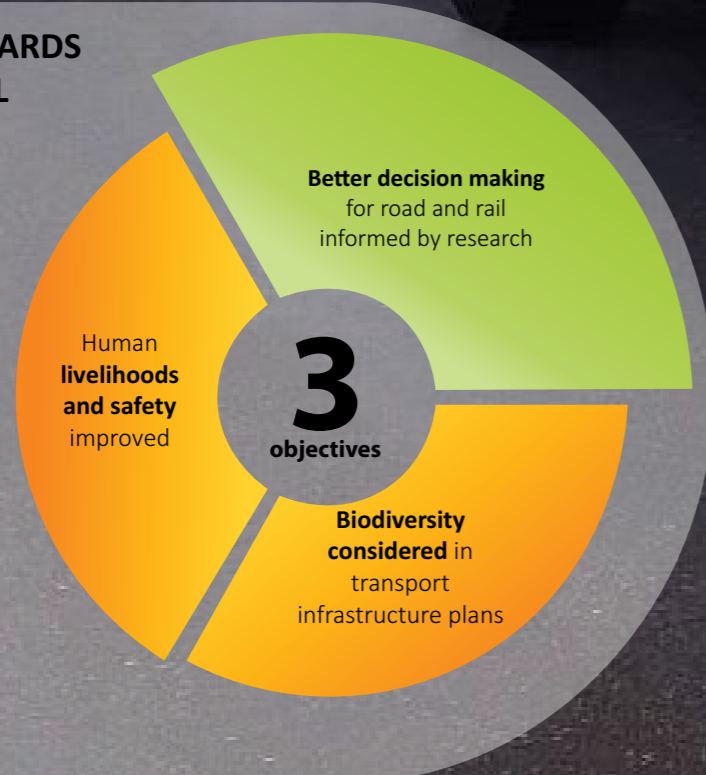 ARDS
L
Better decision making
for road and rail
informed by research
Human
livelihoods
and safety
improved
3
objectives
Biodiversity
considered in
transport
infrastructure plans